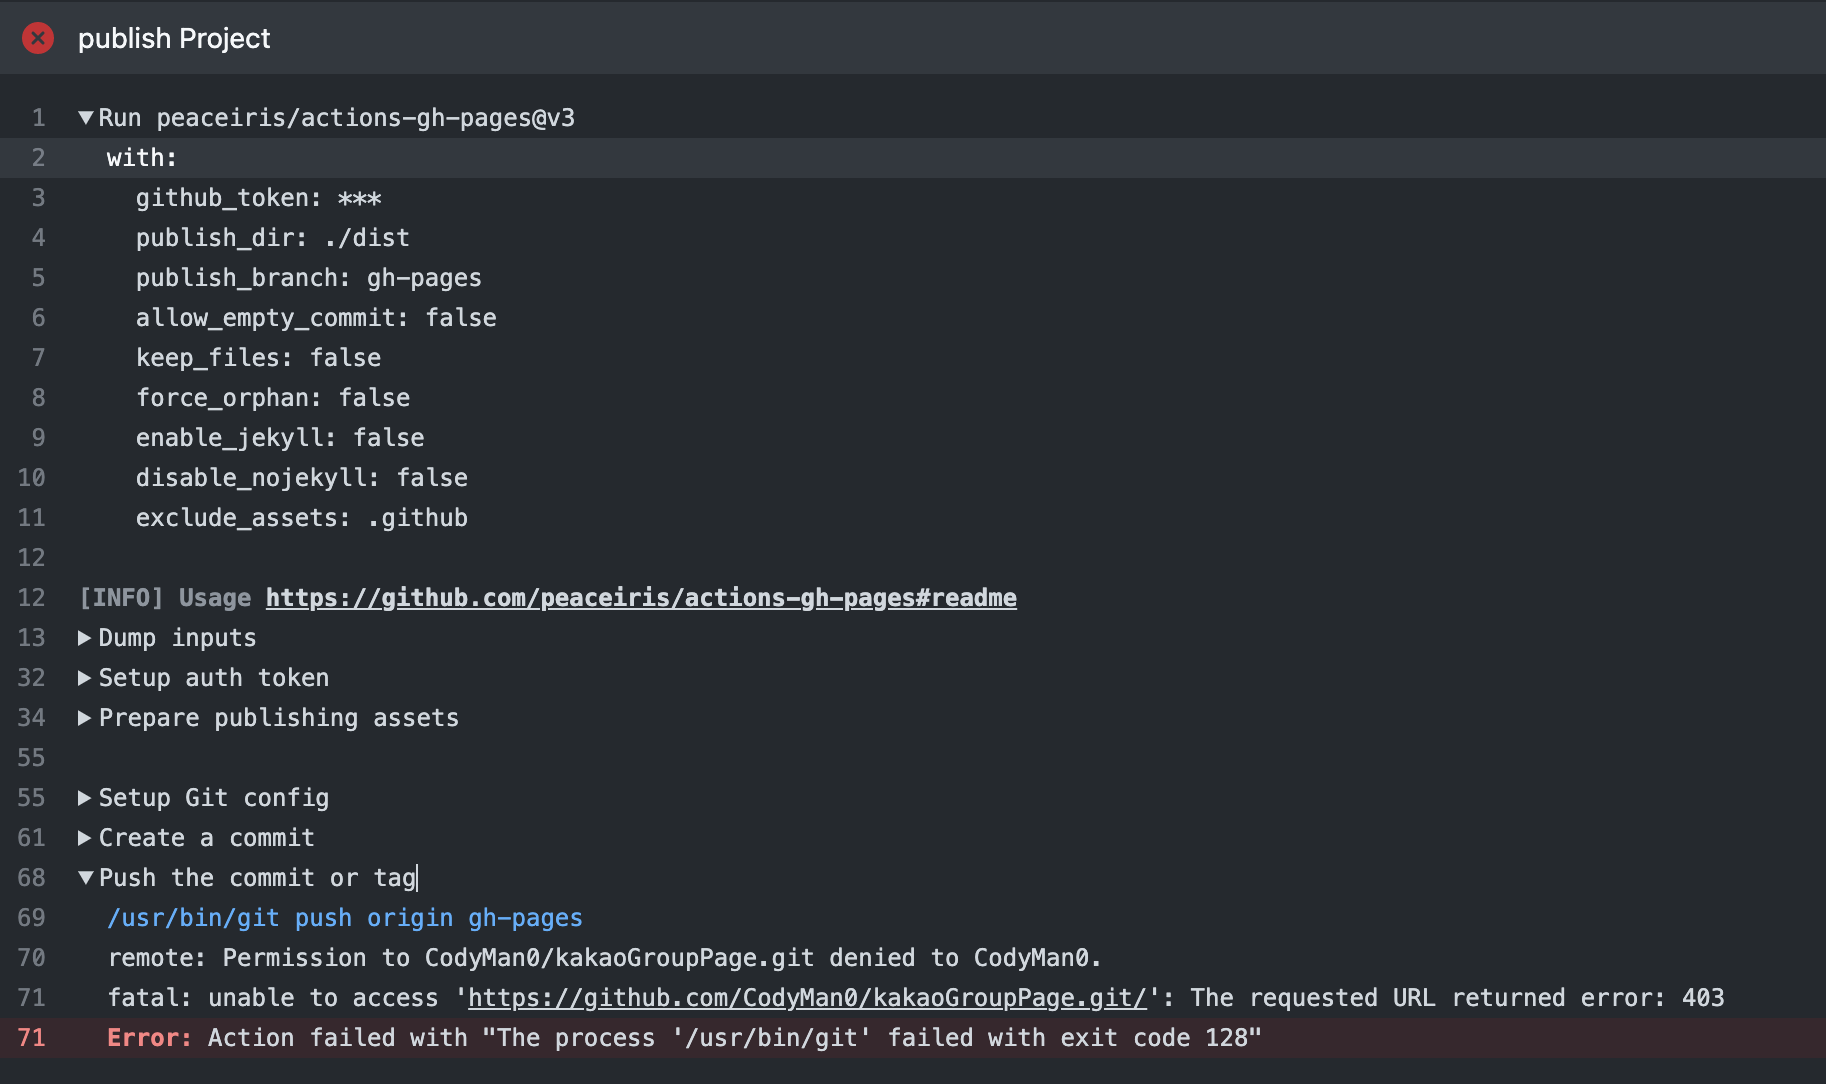 publish Project
1 ▼Run peaceiris/actions-gh-pages@v3
2 with:
3 github_token: ***
4 publish_dir: ./dist
5 publish_branch: gh-pages
6 allow_empty_commit: false
7 keep_files: false
8 force_orphan: false
9 enable_jekyll: false
10 disable_nojekyll: false
11 exclude_assets: .github
12
12 [INFO] Usage https://github.com/peaceiris/actions-gh-pages#readme
13 ▶Dump inputs
32 ▶Setup auth token
34 ▶Prepare publishing assets
55
55 ▶Setup Git config
61 ▶Create a commit
68 ▼Push the commit or tag
69 /usr/bin/git push origin gh-pages
70 remote: Permission to CodyMan0/kakaoGroupPage.git denied to CodyMan0.
71 fatal: unable to access 'https://github.com/CodyMan0/kakaoGroupPage.git/': The requested URL returned error: 403
71 Error: Action failed with "The process '/usr/bin/git' failed with exit code 128"